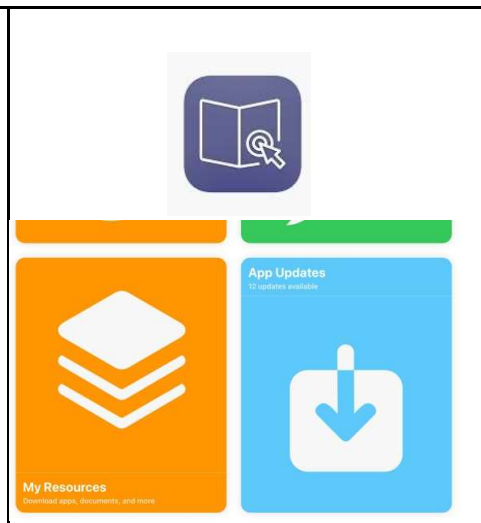 App Updates
12 updates available
My Resources
Download apps, documents, and more